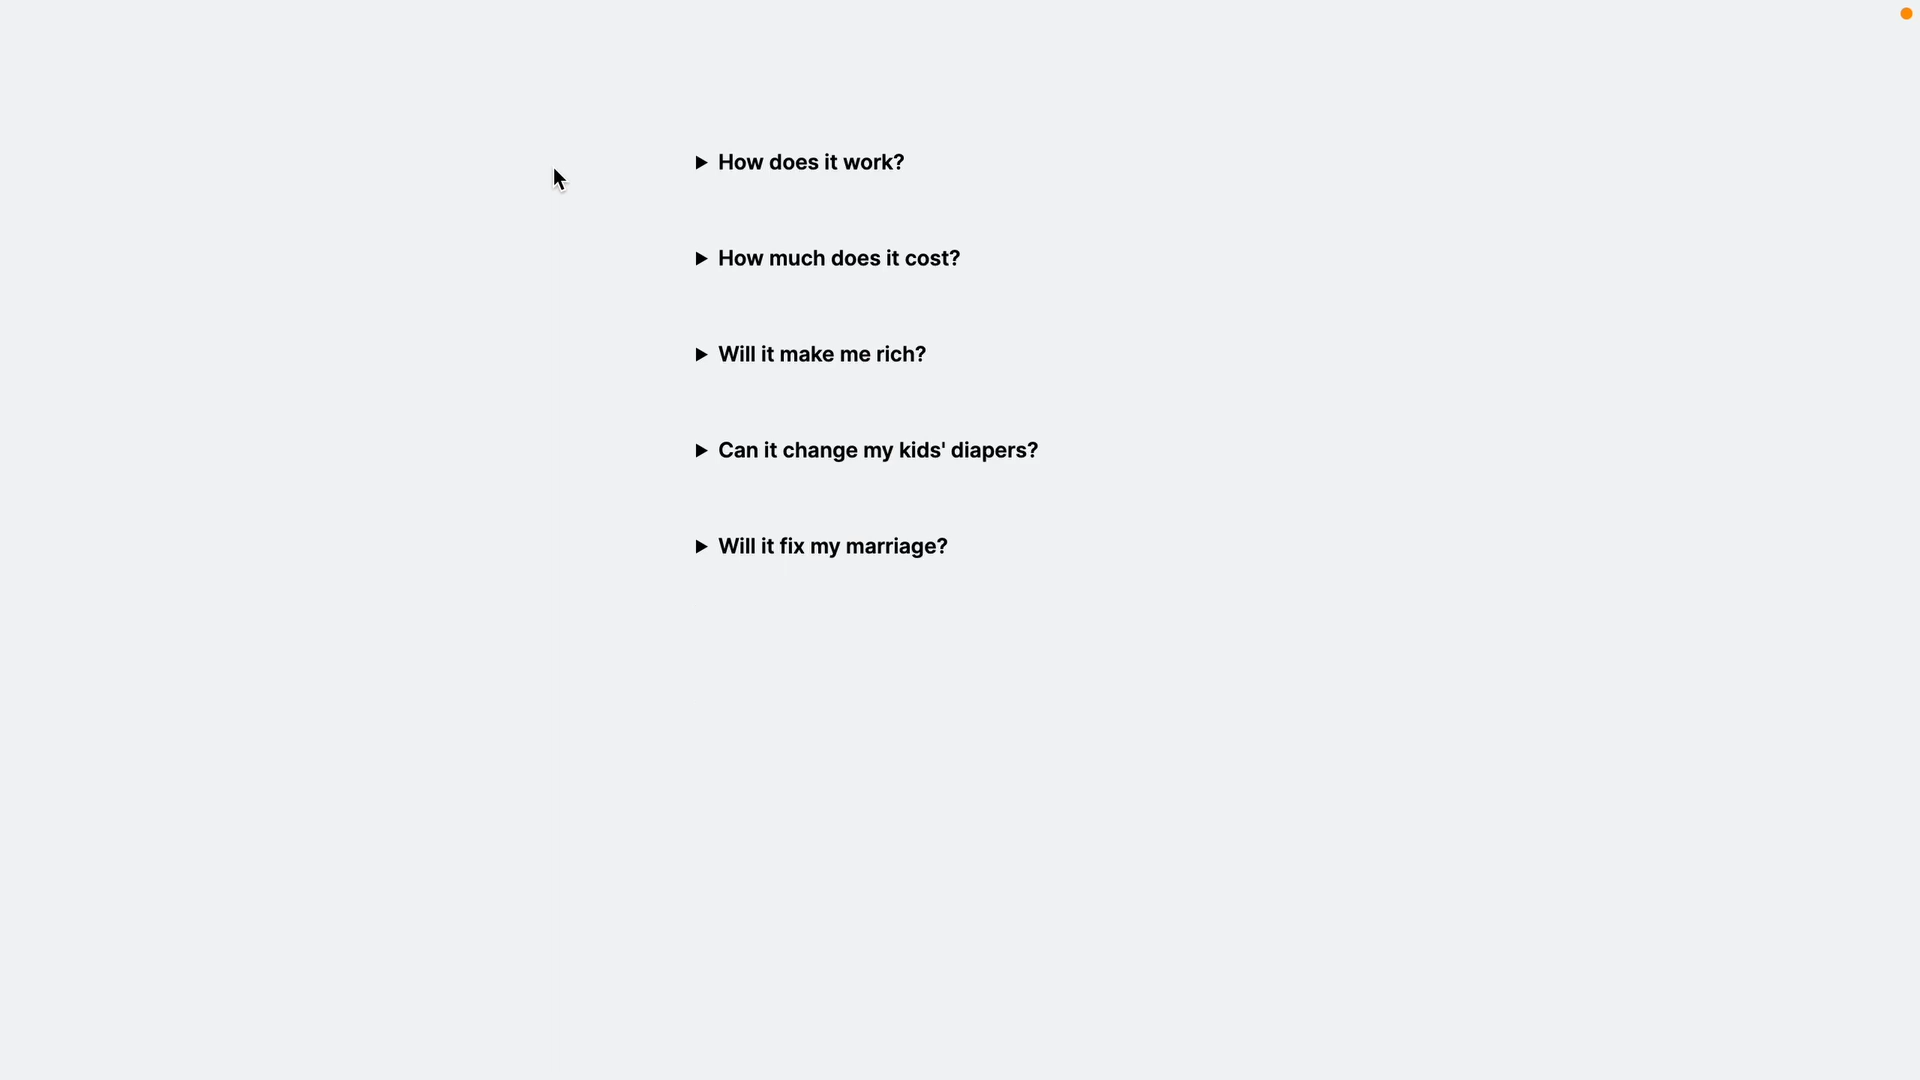 How does it work?
How much does it cost?
Will it make me rich?
Can it change my kids' diapers?
Will it fix my marriage?